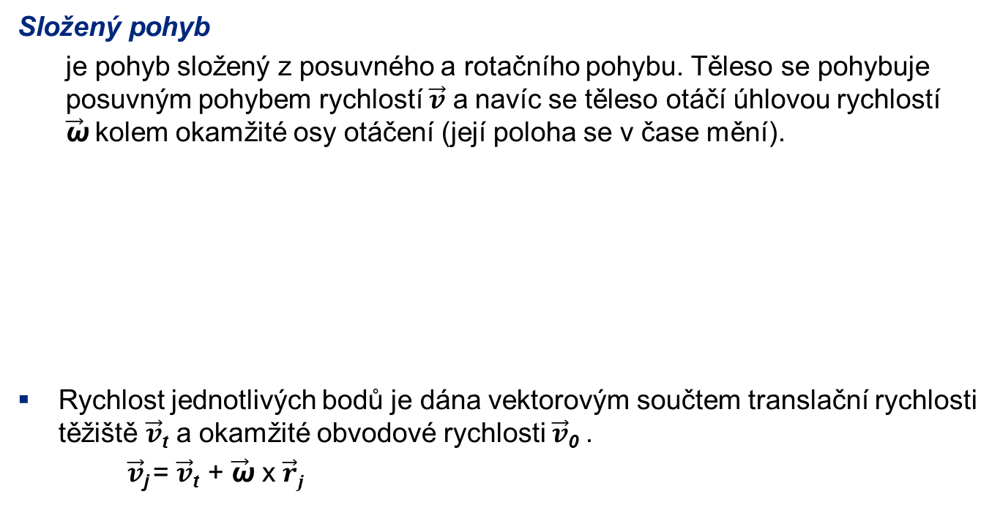 Složený pohyb
je pohyb složený z posuvného a rotačního pohybu. Těleso se pohybuje
posuvným pohybem rychlostí $\vec{v}$ a navíc se těleso otáčí úhlovou rychlostí
$\vec{\omega}$ kolem okamžité osy otáčení (její poloha se v čase mění).
▪ Rychlost jednotlivých bodů je dána vektorovým součtem translační rychlosti
těžiště $\vec{v}_t$ a okamžité obvodové rychlosti $\vec{v}_0$ .
$\vec{v}_j$= $\vec{v}_t$ + $\vec{\omega}$ x $\vec{r}_j$